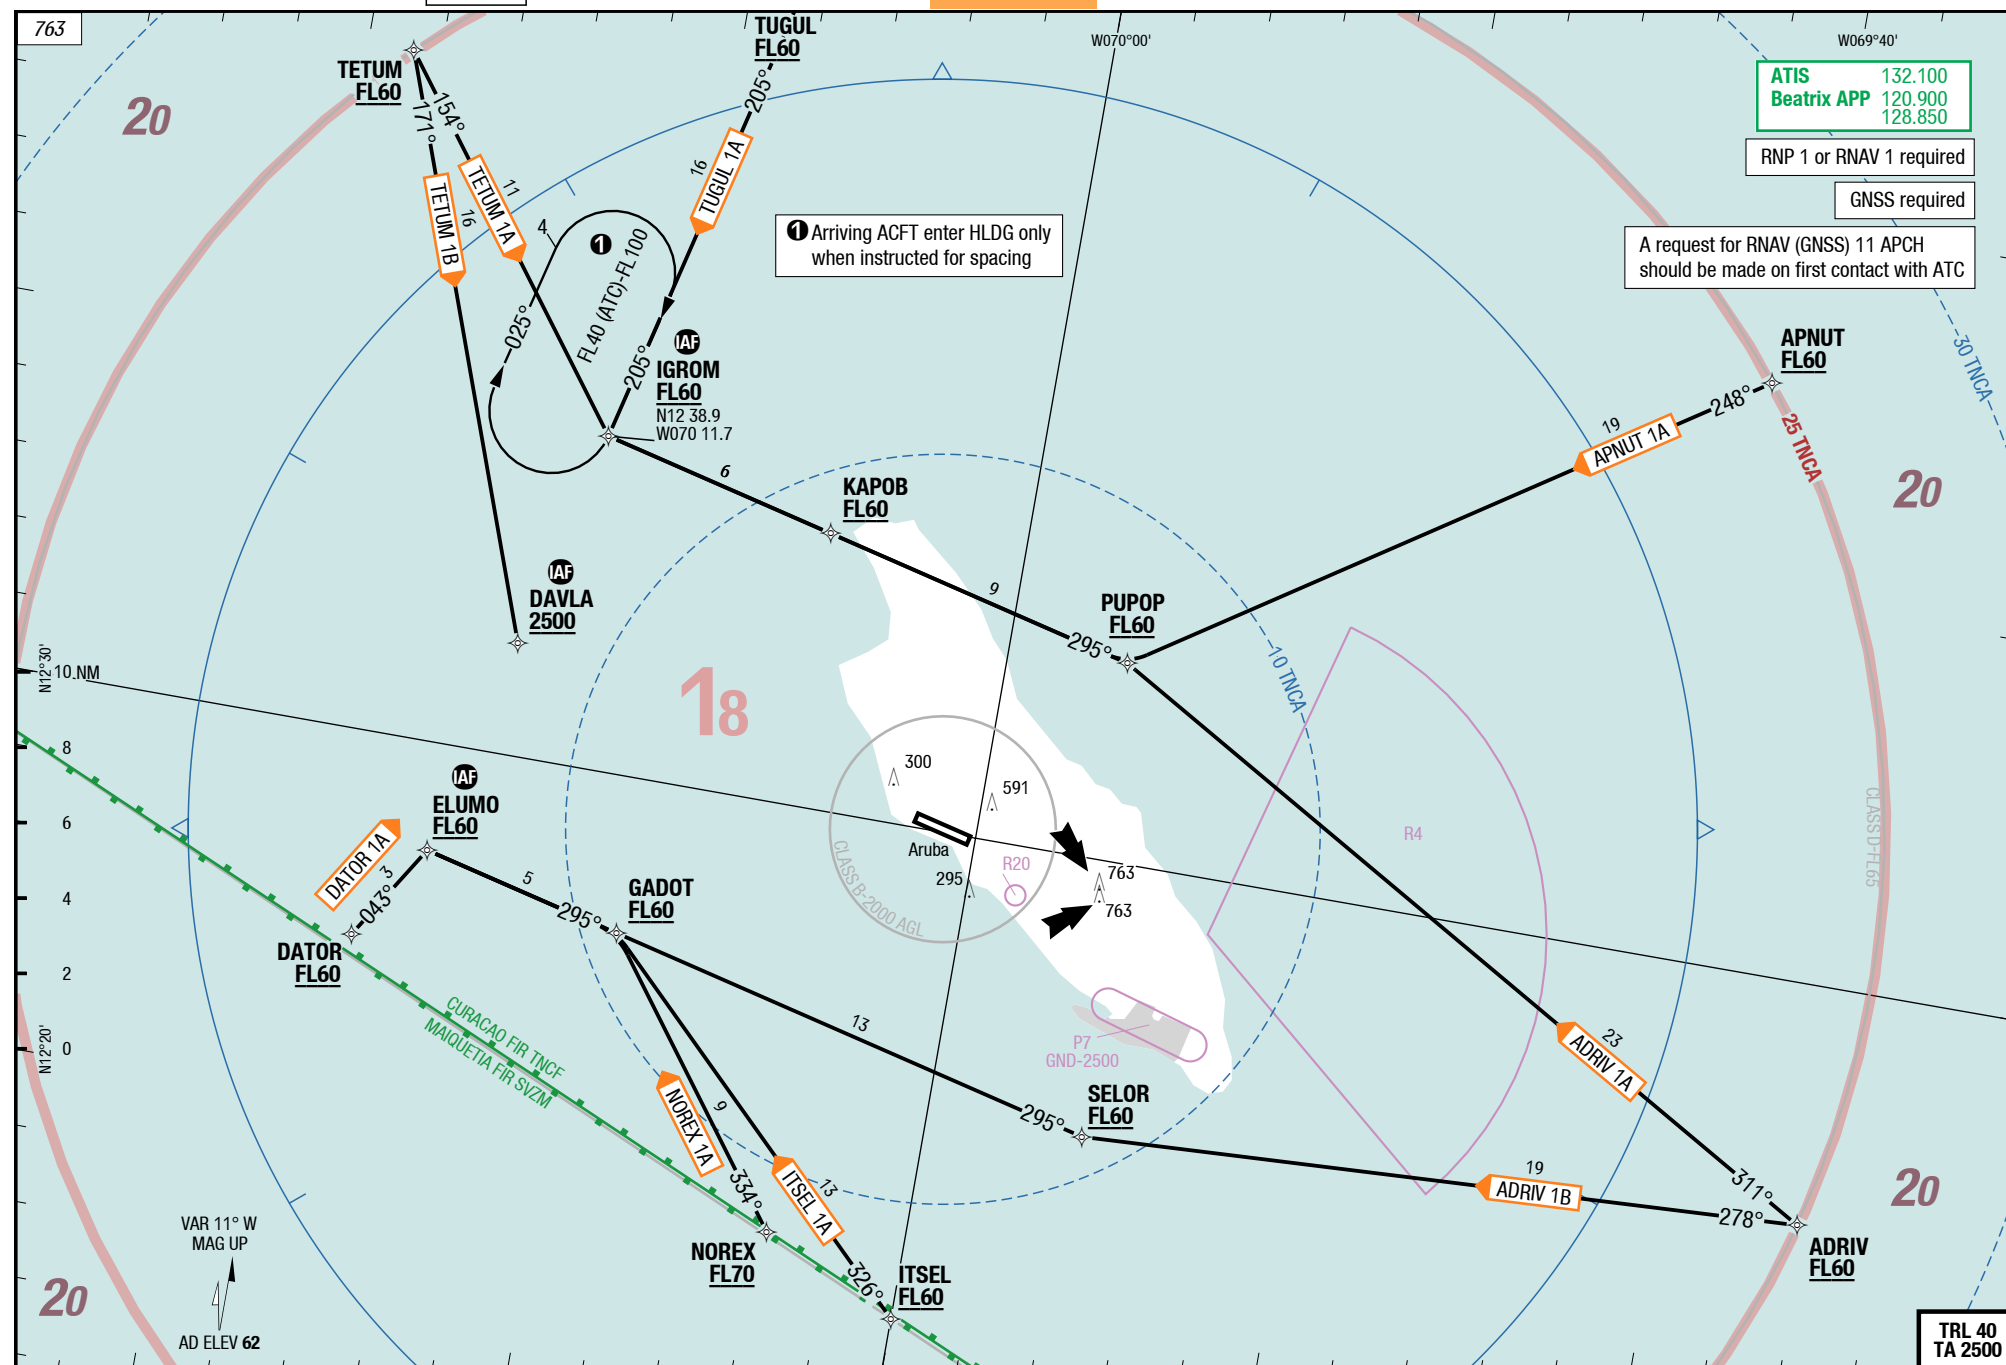 763
TETUM
FL60
TUGUL
FL60
W070°00'
W069°40'
ATIS 132.100
Beatrix APP 120.900
128.850
RNP 1 or RNAV 1 required
GNSS required
A request for RNAV (GNSS) 11 APCH
should be made on first contact with ATC
1 Arriving ACFT enter HLDG only
when instructed for spacing
20
171°
154°
205°
TETUM 1B
16
TETUM 1A
11
TUGUL 1A
16
4
1
025°
FL40 (ATC)-FL100
205°
IAF
IGROM
FL60
N12 38.9
W070 11.7
APNUT
FL60
30 TNCA
25 TNCA
248°
19
APNUT 1A
20
6
KAPOB
FL60
9
295°
PUPOP
FL60
IAF
DAVLA
2500
N12°30'
10 NM
8
6
4
2
0
N12°20'
18
10 TNCA
R4
CLASS D-FL65
300
591
Aruba
R20
295
763
763
CLASS B-2000 AGL
IAF
ELUMO
FL60
DATOR 1A
3
043°
DATOR
FL60
5
295°
GADOT
FL60
CURACAO FIR TNCF
MAIQUETIA FIR SVZM
13
295°
SELOR
FL60
P7
GND-2500
NOREX 1A
9
334°
NOREX
FL70
ITSEL 1A
13
326°
ITSEL
FL60
23
ADRIV 1A
311°
19
ADRIV 1B
278°
ADRIV
FL60
20
VAR 11° W
MAG UP
20
AD ELEV 62
TRL 40
TA 2500